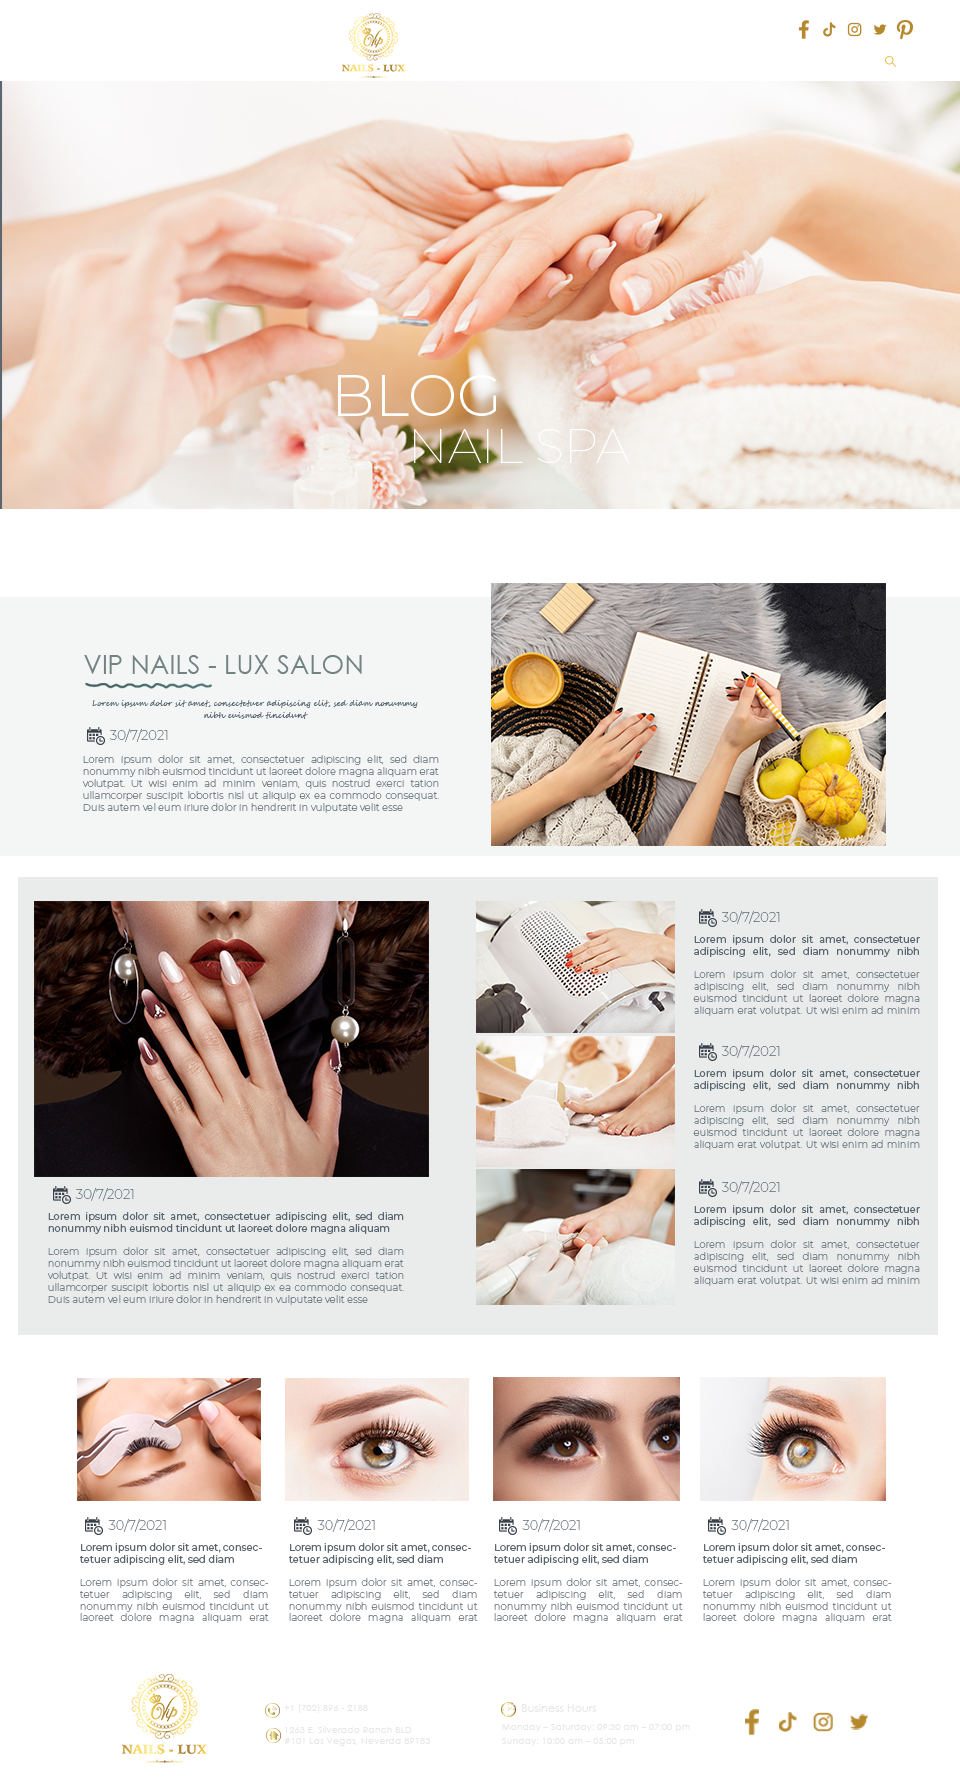 Vip
NAILS - LUX
BLOG
NAIL SPA
VIP NAILS - LUX SALON
Lorem ipsum dolor sit amet, consectetuer adipiscing elit, sed diam nonummy
nibh euismod tincidunt
30/7/2021
Lorem ipsum dolor sit amet, consectetuer adipiscing elit, sed diam
nonummy nibh euismod tincidunt ut laoreet dolore magna aliquam erat
volutpat. Ut wisi enim ad minim veniam, quis nostrud exerci tation
ullamcorper suscipit lobortis nisl ut aliquip ex ea commodo consequat.
Duis autem vel eum iriure dolor in hendrerit in vulputate velit esse
30/7/2021
Lorem ipsum dolor sit amet, consectetuer adipiscing elit, sed diam
nonummy nibh euismod tincidunt ut laoreet dolore magna aliquam
Lorem ipsum dolor sit amet, consectetuer adipiscing elit, sed diam
nonummy nibh euismod tincidunt ut laoreet dolore magna aliquam erat
volutpat. Ut wisi enim ad minim veniam, quis nostrud exerci tation
ullamcorper suscipit lobortis nisl ut aliquip ex ea commodo consequat.
Duis autem vel eum iriure dolor in hendrerit in vulputate velit esse
30/7/2021
Lorem ipsum dolor sit amet, consectetuer
adipiscing elit, sed diam nonummy nibh
Lorem ipsum dolor sit amet, consectetuer
adipiscing elit, sed diam nonummy nibh
euismod tincidunt ut laoreet dolore magna
aliquam erat volutpat. Ut wisi enim ad minim
30/7/2021
Lorem ipsum dolor sit amet, consectetuer
adipiscing elit, sed diam nonummy nibh
Lorem ipsum dolor sit amet, consectetuer
adipiscing elit, sed diam nonummy nibh
euismod tincidunt ut laoreet dolore magna
aliquam erat volutpat. Ut wisi enim ad minim
30/7/2021
Lorem ipsum dolor sit amet, consectetuer
adipiscing elit, sed diam nonummy nibh
Lorem ipsum dolor sit amet, consectetuer
adipiscing elit, sed diam nonummy nibh
euismod tincidunt ut laoreet dolore magna
aliquam erat volutpat. Ut wisi enim ad minim
30/7/2021
Lorem ipsum dolor sit amet, consec-
tetuer adipiscing elit, sed diam
Lorem ipsum dolor sit amet, consec-
tetuer adipiscing elit, sed diam
nonummy nibh euismod tincidunt ut
laoreet dolore magna aliquam erat
30/7/2021
Lorem ipsum dolor sit amet, consec-
tetuer adipiscing elit, sed diam
Lorem ipsum dolor sit amet, consec-
tetuer adipiscing elit, sed diam
nonummy nibh euismod tincidunt ut
laoreet dolore magna aliquam erat
30/7/2021
Lorem ipsum dolor sit amet, consec-
tetuer adipiscing elit, sed diam
Lorem ipsum dolor sit amet, consec-
tetuer adipiscing elit, sed diam
nonummy nibh euismod tincidunt ut
laoreet dolore magna aliquam erat
30/7/2021
Lorem ipsum dolor sit amet, consec-
tetuer adipiscing elit, sed diam
Lorem ipsum dolor sit amet, consec-
tetuer adipiscing elit, sed diam
nonummy nibh euismod tincidunt ut
laoreet dolore magna aliquam erat
Vip
NAILS - LUX
+1 (702) 896 - 2188
1263 E. Silverado Ranch BLD
#101 Las Vegas, Neverda 89183
Business Hours
Monday – Saturday: 09:30 am – 07:00 pm
Sunday: 10:00 am – 05:00 pm